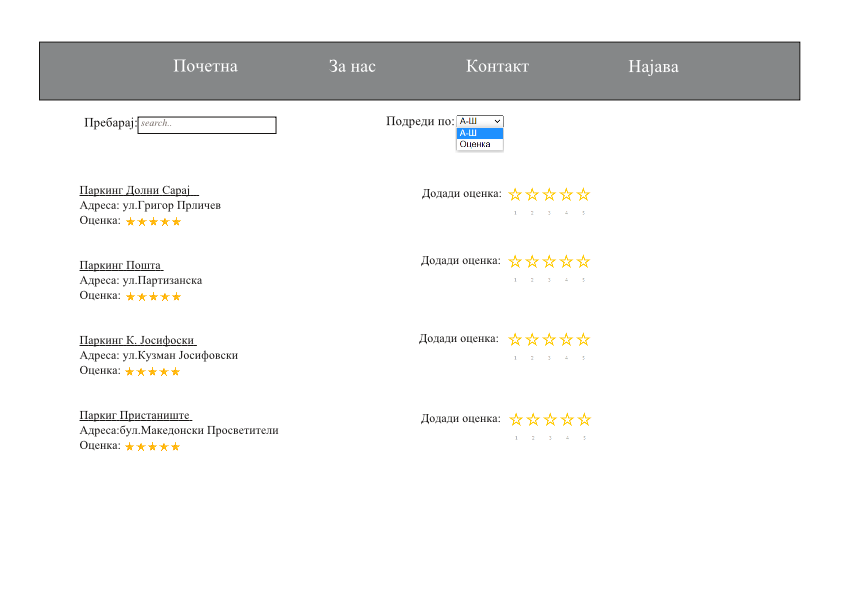 Почетна За нас Контакт Најава
Пребарај: search.. Подреди по: А-Ш
А-Ш
Оценка
Паркинг Долни Сарај
Адреса: ул.Григор Прличев
Оценка:
Додади оценка:
1 2 3 4 5
Паркинг Пошта
Адреса: ул.Партизанска
Оценка:
Додади оценка:
1 2 3 4 5
Паркинг К. Јосифоски
Адреса: ул.Кузман Јосифовски
Оценка:
Додади оценка:
1 2 3 4 5
Паркиг Пристаниште
Адреса:бул.Македонски Просветители
Оценка:
Додади оценка:
1 2 3 4 5